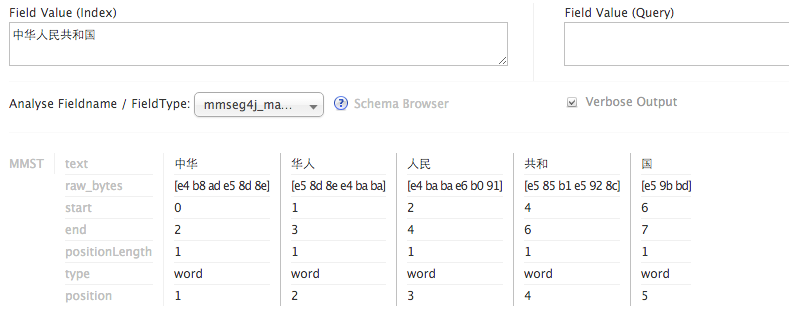 Field Value (Index) Field Value (Query)
中华人民共和国
Analyse Fieldname / FieldType: mmseg4j_ma... ? Schema Browser Verbose Output
MMST text 中华 华人 人民 共和 国
raw_bytes [e4 b8 ad e5 8d 8e] [e5 8d 8e e4 ba ba] [e4 ba ba e6 b0 91] [e5 85 b1 e5 92 8c] [e5 9b bd]
start 0 1 2 4 6
end 2 3 4 6 7
positionLength 1 1 1 1 1
type word word word word word
position 1 2 3 4 5